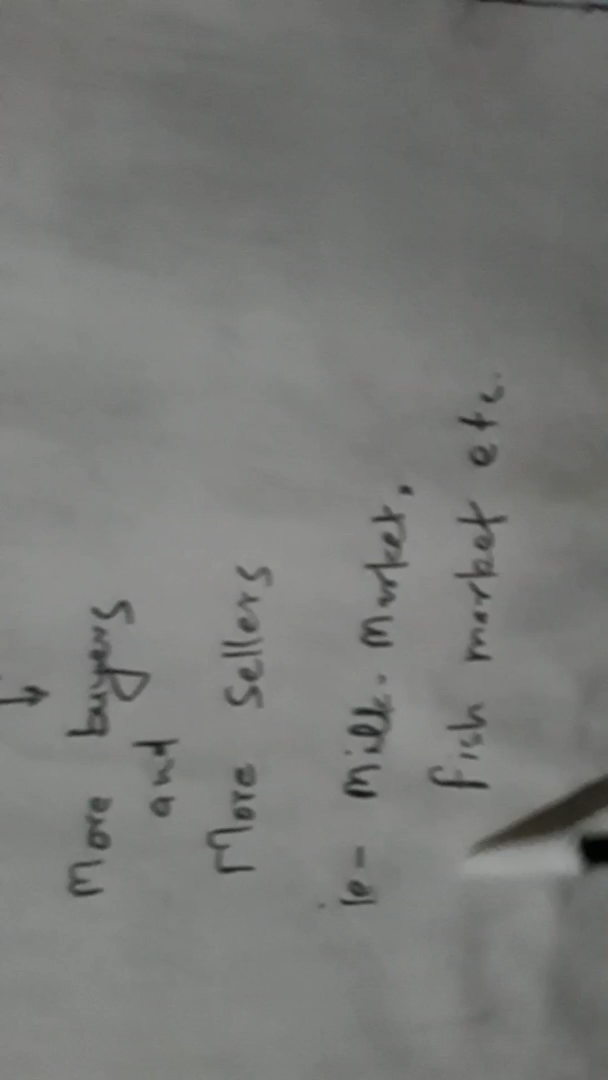 More buyers
and
More Sellers
ie- Milk. Market,
fish market etc.